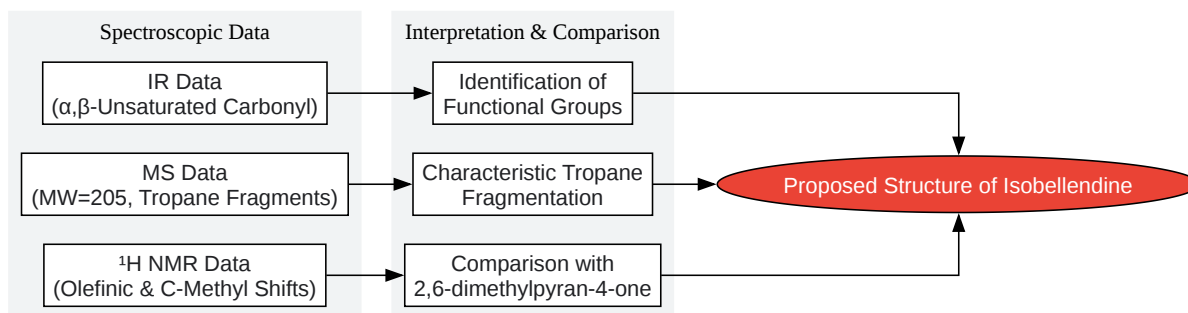 Spectroscopic Data
Interpretation & Comparison
IR Data
(α,β-Unsaturated Carbonyl)
Identification of
Functional Groups
MS Data
(MW=205, Tropane Fragments)
Characteristic Tropane
Fragmentation
Proposed Structure of Isobellendine
¹H NMR Data
(Olefinic & C-Methyl Shifts)
Comparison with
2,6-dimethylpyran-4-one